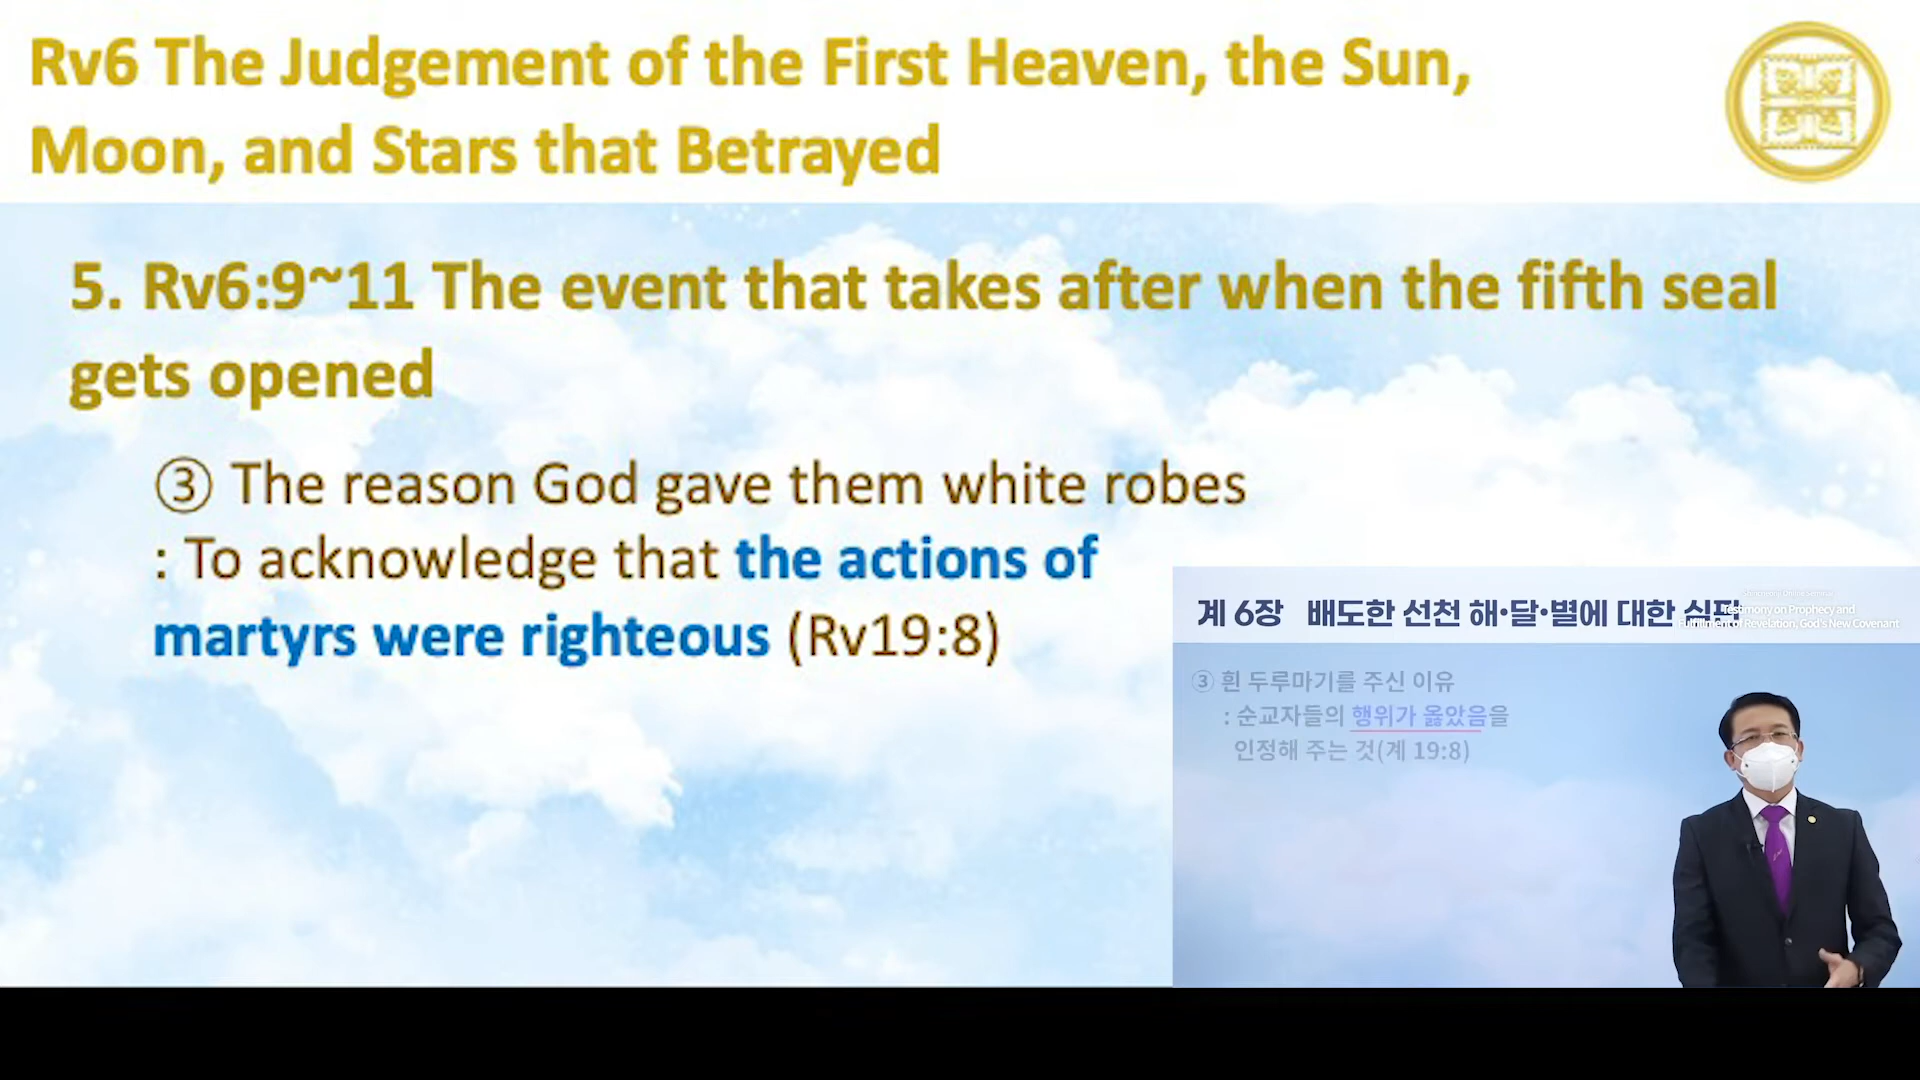 Rv6 The Judgement of the First Heaven, the Sun,
Moon, and Stars that Betrayed
5. Rv6:9~11 The event that takes after when the fifth seal
gets opened
③ The reason God gave them white robes
: To acknowledge that the actions of
martyrs were righteous (Rv19:8)
계 6장 배도한 선천 해·달·별에 대한 심판
Testimony on Prophecy and
Fulfillment of Revelation, God's New Covenant
③ 흰 두루마기를 주신 이유
: 순교자들의 행위가 옳았음을
인정해 주는 것(계 19:8)